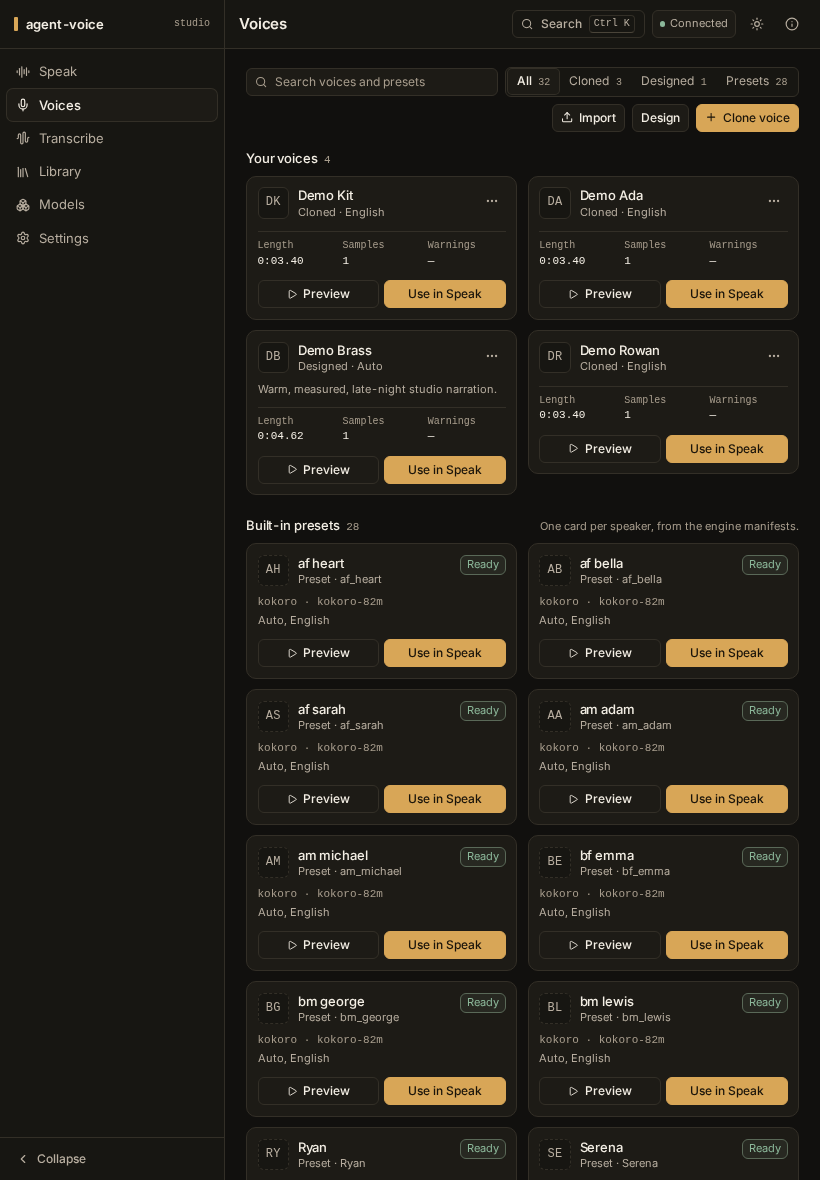 agent-voice studio
Voices
Search Ctrl K
Connected
Speak
Voices
Transcribe
Library
Models
Settings
Collapse
Search voices and presets
All 32 Cloned 3 Designed 1 Presets 28
Import Design + Clone voice
Your voices 4
DK Demo Kit ...
Cloned · English
Length Samples Warnings
0:03.40 1 —
Preview Use in Speak
DA Demo Ada ...
Cloned · English
Length Samples Warnings
0:03.40 1 —
Preview Use in Speak
DB Demo Brass ...
Designed · Auto
Warm, measured, late-night studio narration.
Length Samples Warnings
0:04.62 1 —
Preview Use in Speak
DR Demo Rowan ...
Cloned · English
Length Samples Warnings
0:03.40 1 —
Preview Use in Speak
Built-in presets 28 One card per speaker, from the engine manifests.
AH af heart Ready
Preset · af_heart
kokoro · kokoro-82m
Auto, English
Preview Use in Speak
AB af bella Ready
Preset · af_bella
kokoro · kokoro-82m
Auto, English
Preview Use in Speak
AS af sarah Ready
Preset · af_sarah
kokoro · kokoro-82m
Auto, English
Preview Use in Speak
AA am adam Ready
Preset · am_adam
kokoro · kokoro-82m
Auto, English
Preview Use in Speak
AM am michael Ready
Preset · am_michael
kokoro · kokoro-82m
Auto, English
Preview Use in Speak
BE bf emma Ready
Preset · bf_emma
kokoro · kokoro-82m
Auto, English
Preview Use in Speak
BG bm george Ready
Preset · bm_george
kokoro · kokoro-82m
Auto, English
Preview Use in Speak
BL bm lewis Ready
Preset · bm_lewis
kokoro · kokoro-82m
Auto, English
Preview Use in Speak
RY Ryan Ready
Preset · Ryan
SE Serena Ready
Preset · Serena